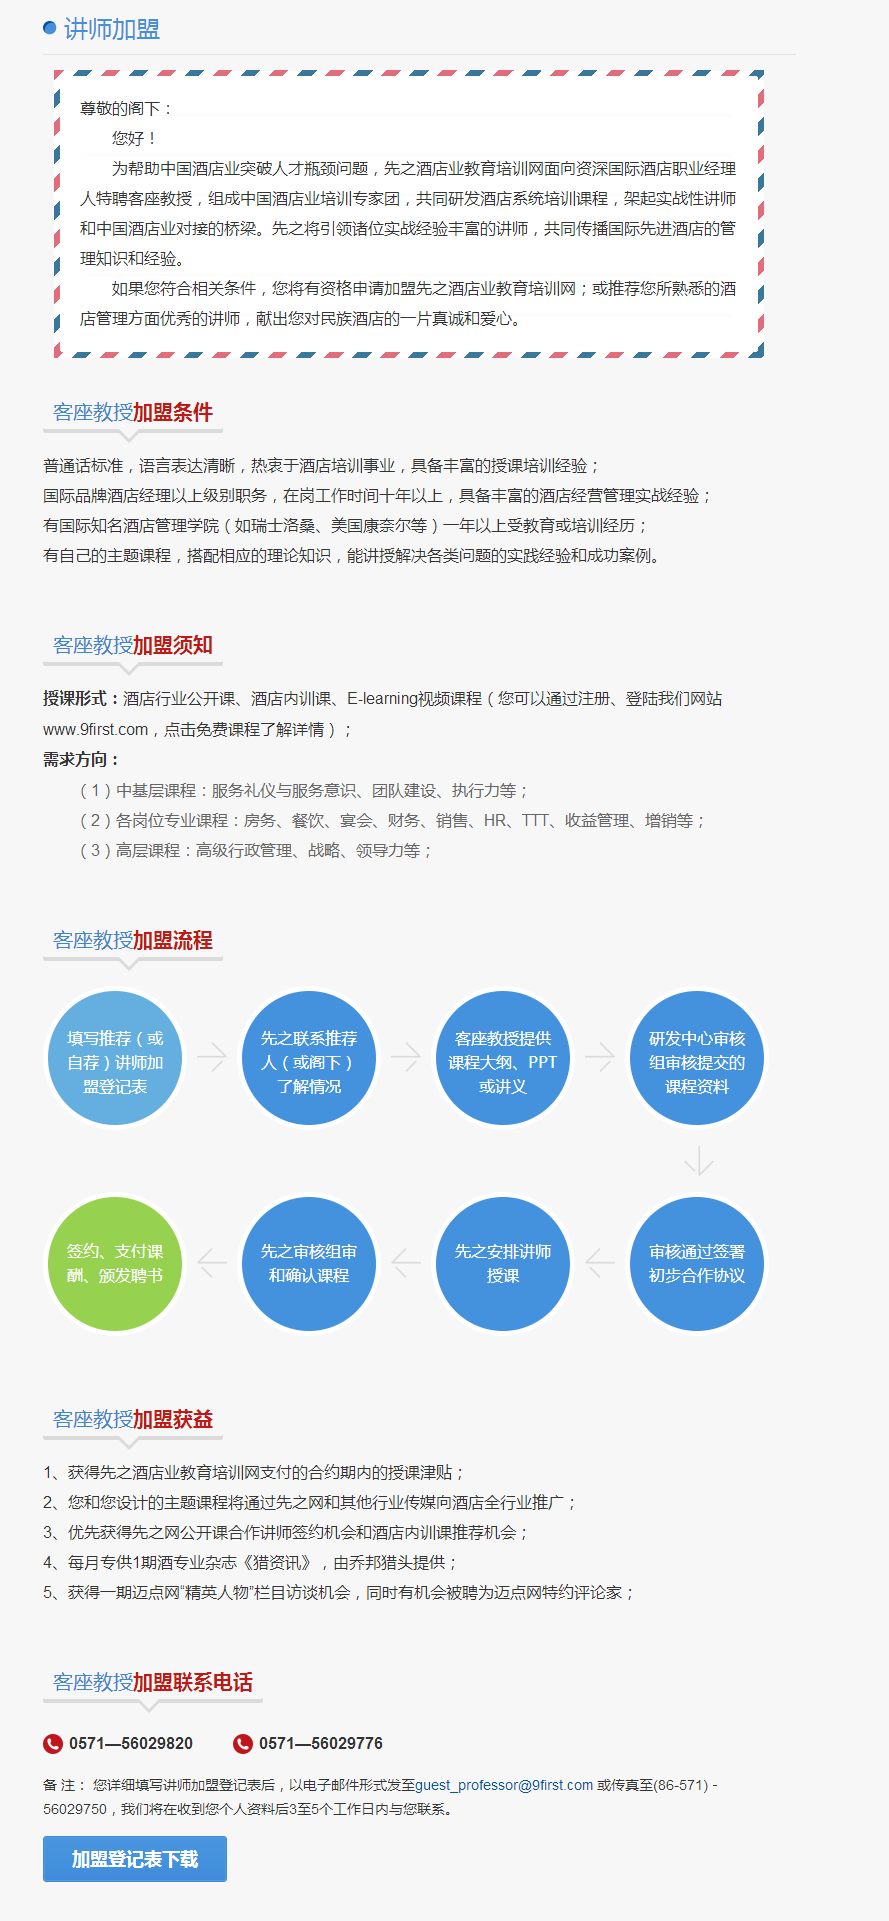 讲师加盟
尊敬的阁下：
您好！
为帮助中国酒店业突破人才瓶颈问题，先之酒店业教育培训网面向资深国际酒店职业经理
人特聘客座教授，组成中国酒店业培训专家团，共同研发酒店系统培训课程，架起实战性讲师
和中国酒店业对接的桥梁。先之将引领诸位实战经验丰富的讲师，共同传播国际先进酒店的管
理知识和经验。
如果您符合相关条件，您将有资格申请加盟先之酒店业教育培训网；或推荐您所熟悉的酒
店管理方面优秀的讲师，献出您对民族酒店的一片真诚和爱心。
客座教授加盟条件
普通话标准，语言表达清晰，热衷于酒店培训事业，具备丰富的授课培训经验；
国际品牌酒店经理以上级别职务，在岗工作时间十年以上，具备丰富的酒店经营管理实战经验；
有国际知名酒店管理学院（如瑞士洛桑、美国康奈尔等）一年以上受教育或培训经历；
有自己的主题课程，搭配相应的理论知识，能讲授解决各类问题的实践经验和成功案例。
客座教授加盟须知
授课形式：酒店行业公开课、酒店内训课、E-learning视频课程（您可以通过注册、登陆我们网站
www.9first.com，点击免费课程了解详情）；
需求方向：
（1）中基层课程：服务礼仪与服务意识、团队建设、执行力等；
（2）各岗位专业课程：房务、餐饮、宴会、财务、销售、HR、TTT、收益管理、增销等；
（3）高层课程：高级行政管理、战略、领导力等；
客座教授加盟流程
填写推荐（或
自荐）讲师加
盟登记表
先之联系推荐
人（或阁下）
了解情况
客座教授提供
课程大纲、PPT
或讲义
研发中心审核
组审核提交的
课程资料
审核通过签署
初步合作协议
先之安排讲师
授课
先之审核组审
和确认课程
签约、支付课
酬、颁发聘书
客座教授加盟获益
1、获得先之酒店业教育培训网支付的合约期内的授课津贴；
2、您和您设计的主题课程将通过先之网和其他行业传媒向酒店全行业推广；
3、优先获得先之网公开课合作讲师签约机会和酒店内训课推荐机会；
4、每月专供1期酒专业杂志《猎资讯》，由乔邦猎头提供；
5、获得一期迈点网“精英人物”栏目访谈机会，同时有机会被聘为迈点网特约评论家；
客座教授加盟联系电话
0571—56029820 0571—56029776
备 注： 您详细填写讲师加盟登记表后，以电子邮件形式发至guest_professor@9first.com 或传真至(86-571) -
56029750，我们将在收到您个人资料后3至5个工作日内与您联系。
加盟登记表下载